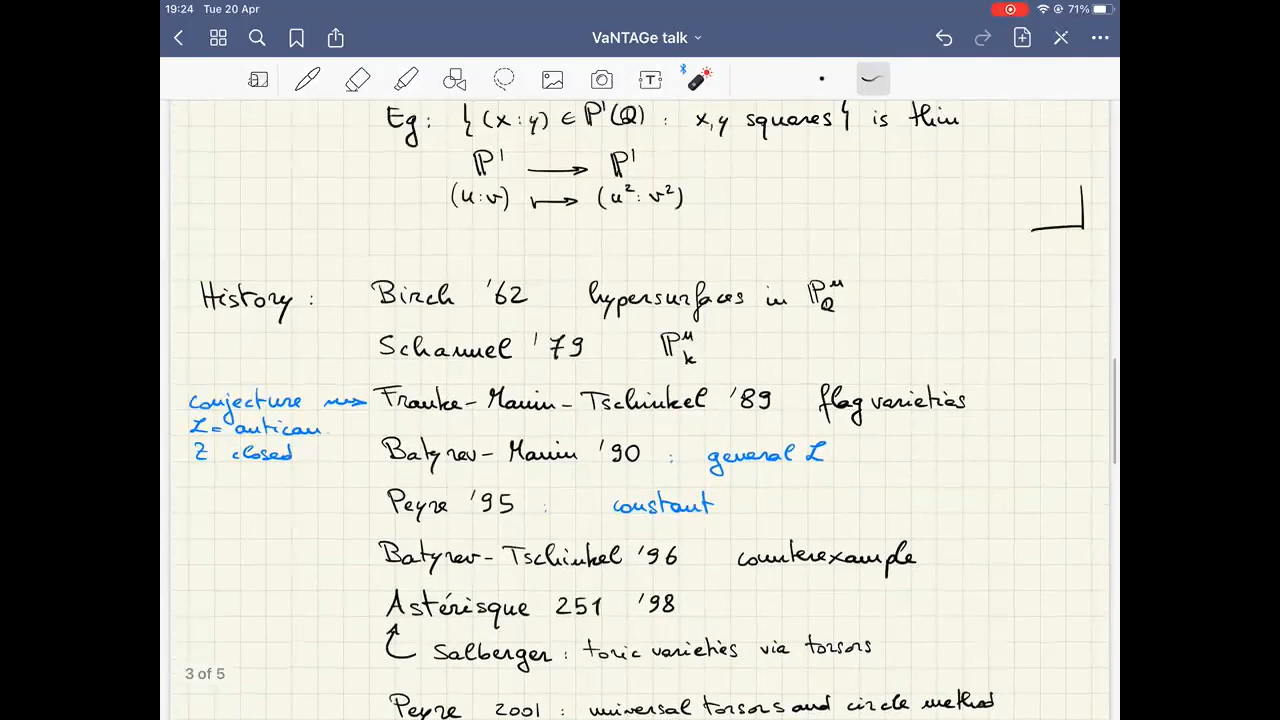 19:24 Tue 20 Apr
71%
VaNTAGe talk
T
Eg: { (x:y) ∈ ℙ¹(ℚ) : x,y squares } is thin
ℙ¹ ⟶ ℙ¹
(u:v) ↦ (u² : v²)
History : Birch '62 hypersurfaces in ℙⁿ_ℚ
Schanuel '79 ℙⁿ_k
conjecture ⇝ Franke-Manin-Tschinkel '89 flag varieties
L = antican
Z closed Batyrev-Manin '90 : general L
Peyre '95 : constant
Batyrev-Tschinkel '96 counterexample
Astérisque 251 '98
Salberger : toric varieties via torsors
3 of 5
Peyre 2001 : universal torsors and circle method